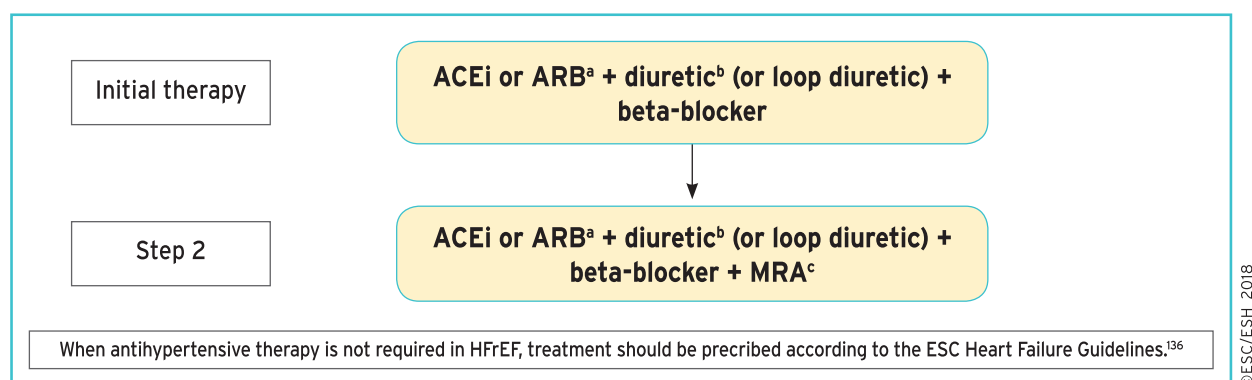 Initial therapy
ACEi or ARBᵃ + diureticᵇ (or loop diuretic) +
beta-blocker
Step 2
ACEi or ARBᵃ + diureticᵇ (or loop diuretic) +
beta-blocker + MRAᶜ
When antihypertensive therapy is not required in HFrEF, treatment should be precribed according to the ESC Heart Failure Guidelines.¹³⁶
©ESC/ESH 2018